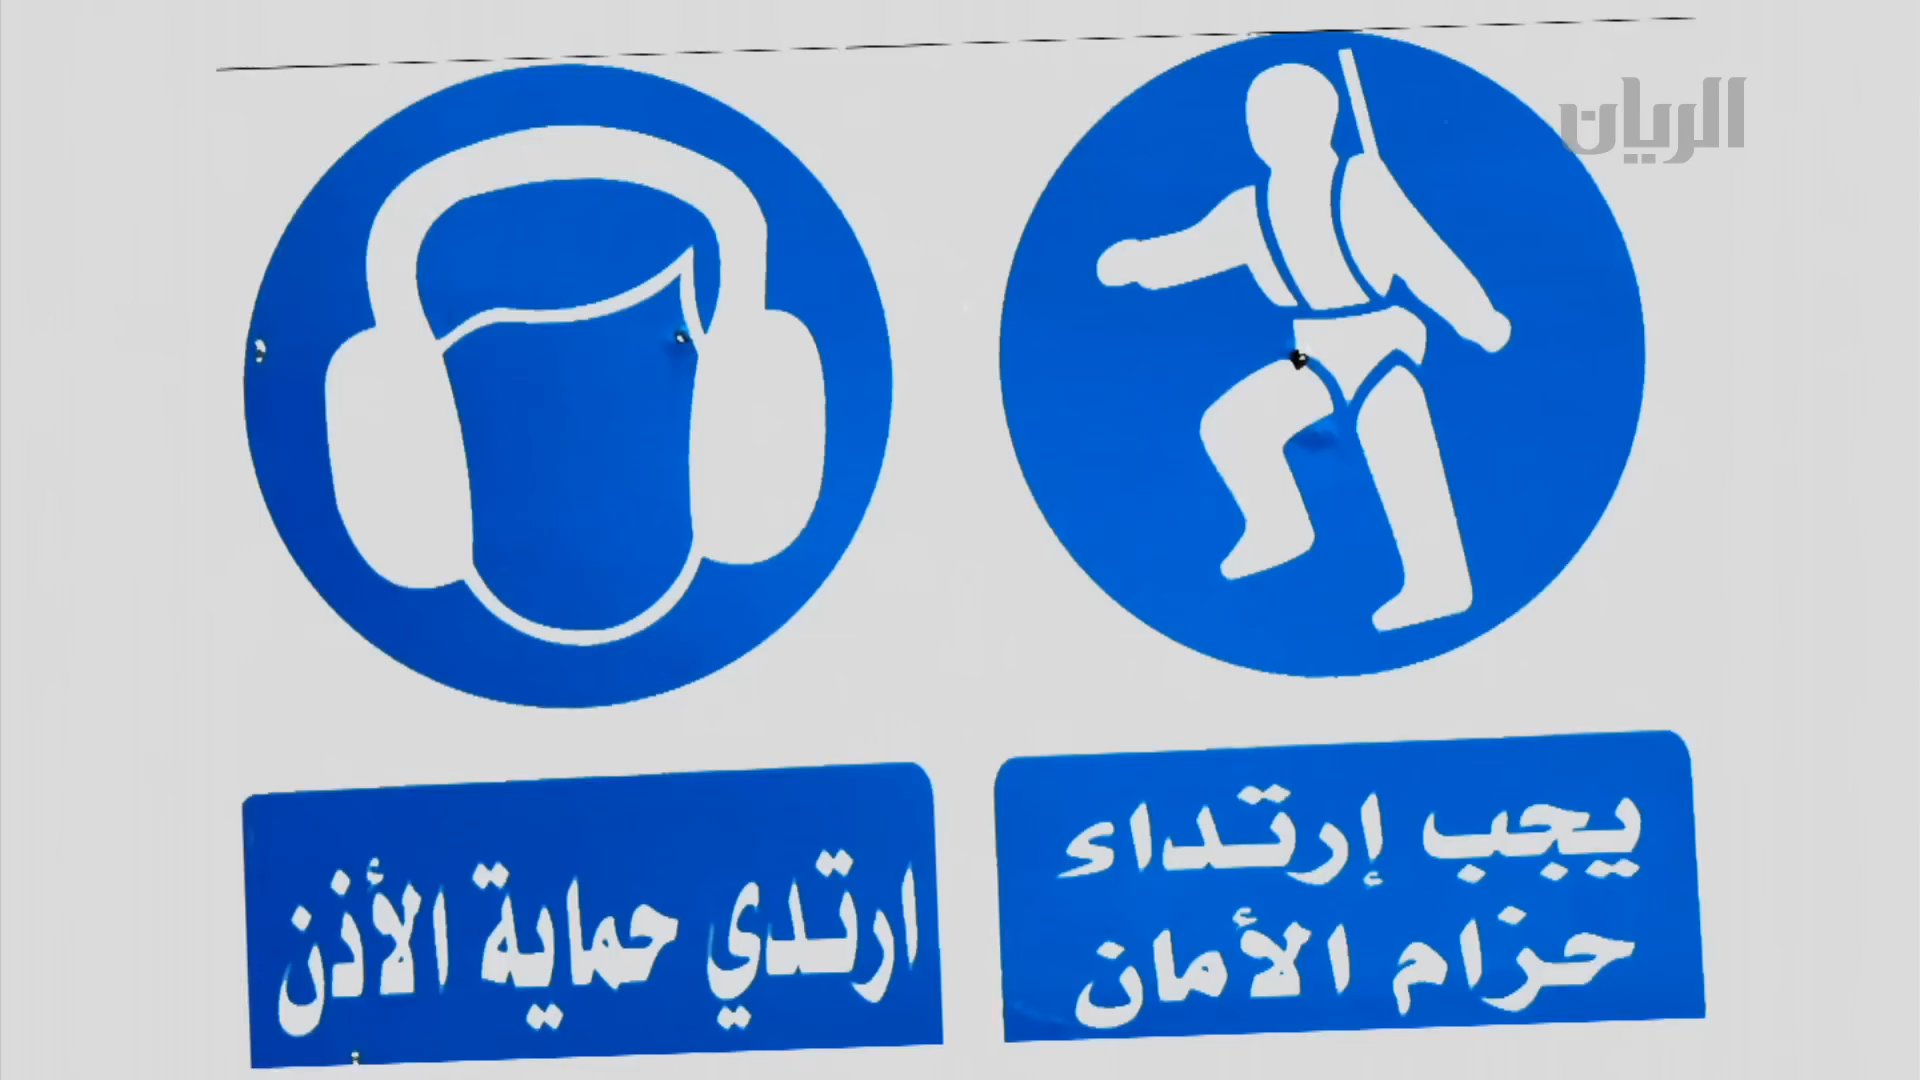 الريان
يجب إرتداء
حزام الأمان
ارتدي حماية الأذن